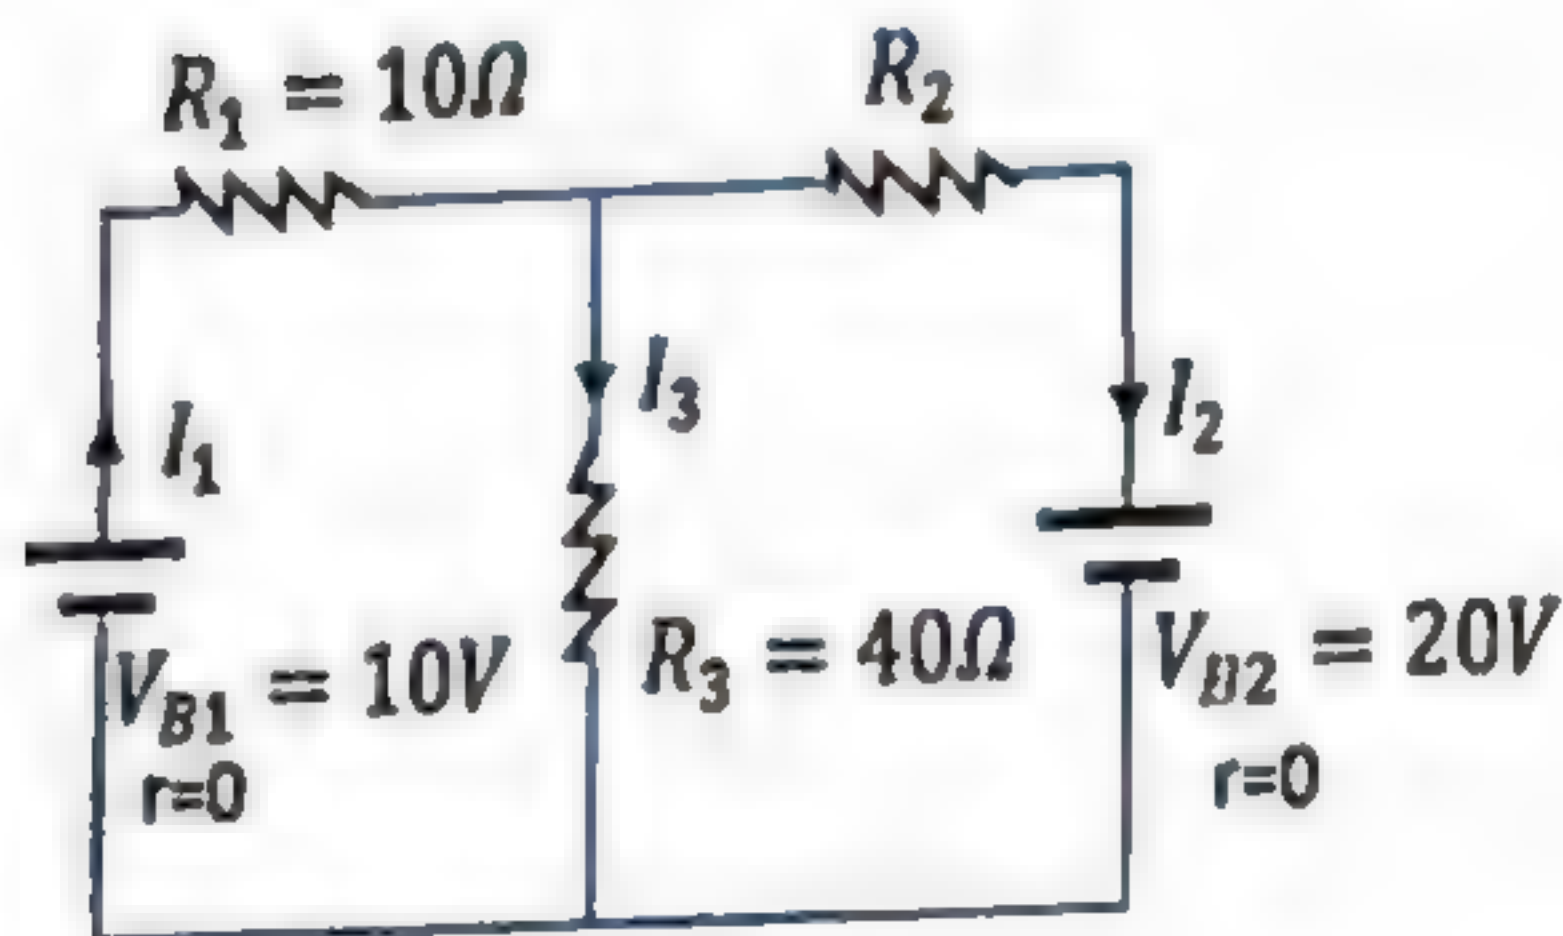 R₁ = 10Ω
R₂
I₁
I₃
I₂
V_B1 = 10V
r=0
R₃ = 40Ω
V_B2 = 20V
r=0